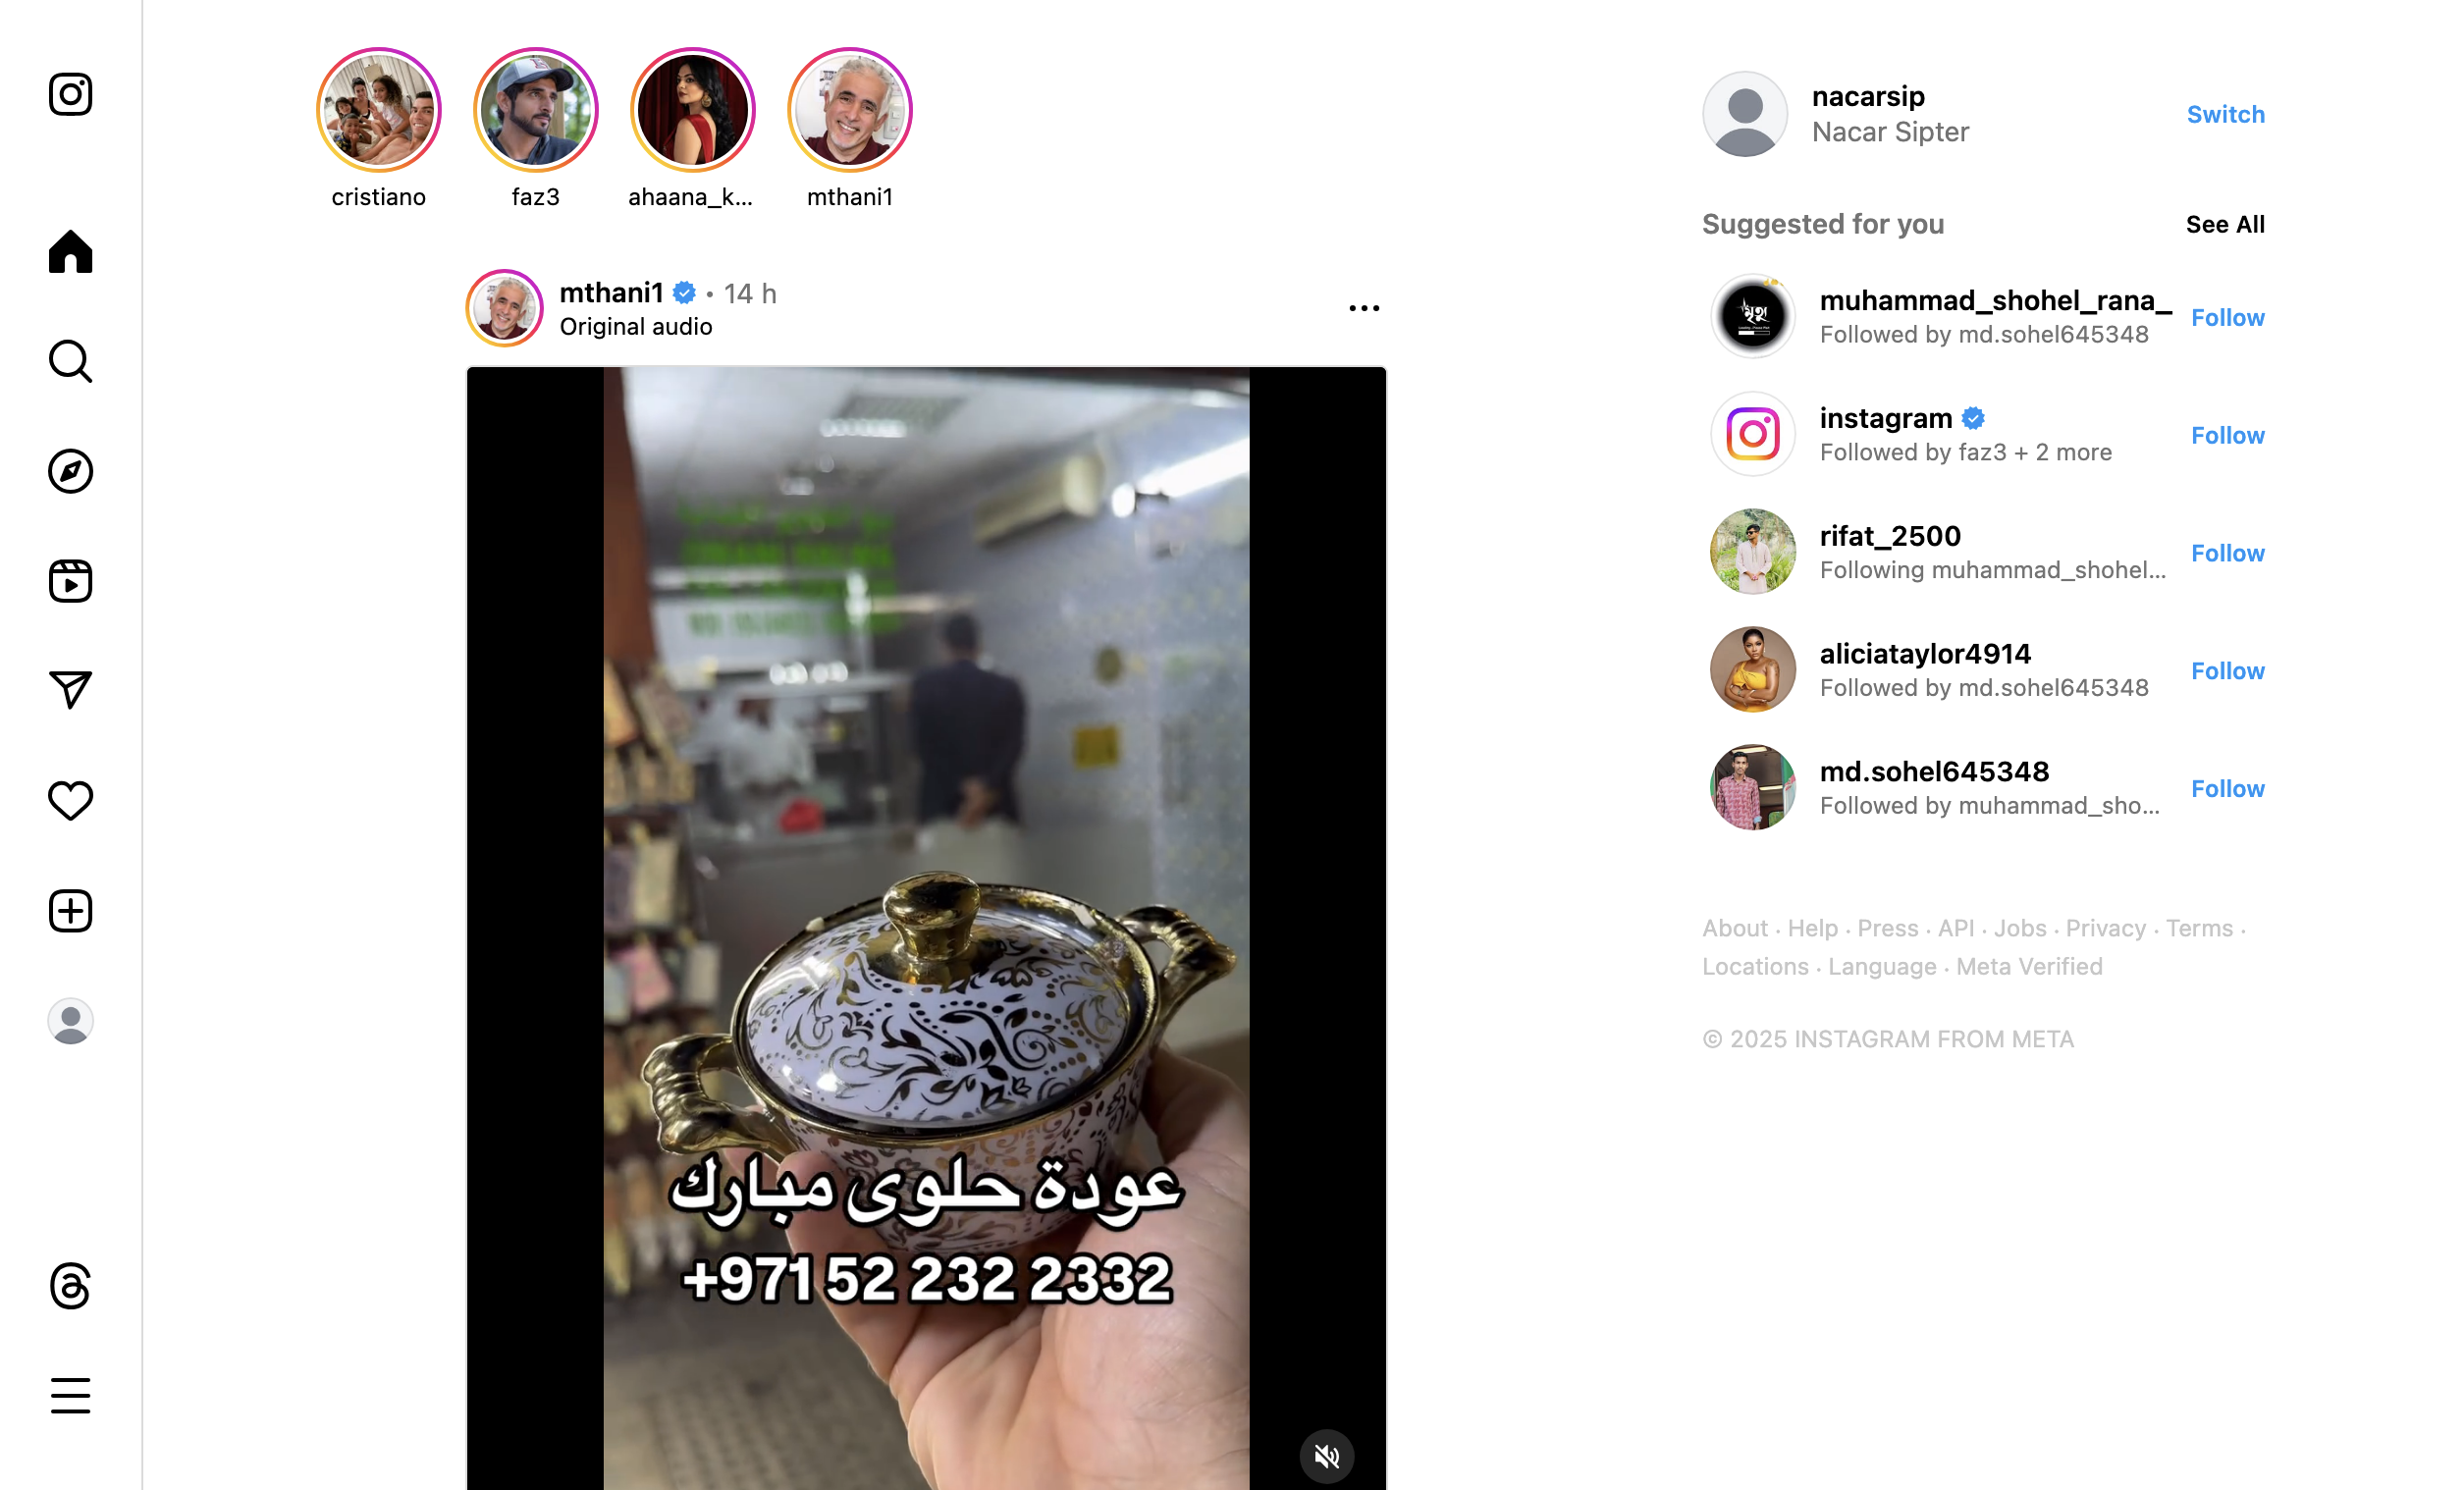 cristiano
faz3
ahaana_k...
mthani1
mthani1 • 14 h
Original audio
عودة حلوى مبارك
+971 52 232 2332
nacarsip
Nacar Sipter
Switch
Suggested for you
See All
muhammad_shohel_rana_
Followed by md.sohel645348
Follow
instagram
Followed by faz3 + 2 more
Follow
rifat_2500
Following muhammad_shohel...
Follow
aliciataylor4914
Followed by md.sohel645348
Follow
md.sohel645348
Followed by muhammad_sho...
Follow
About · Help · Press · API · Jobs · Privacy · Terms ·
Locations · Language · Meta Verified
© 2025 INSTAGRAM FROM META